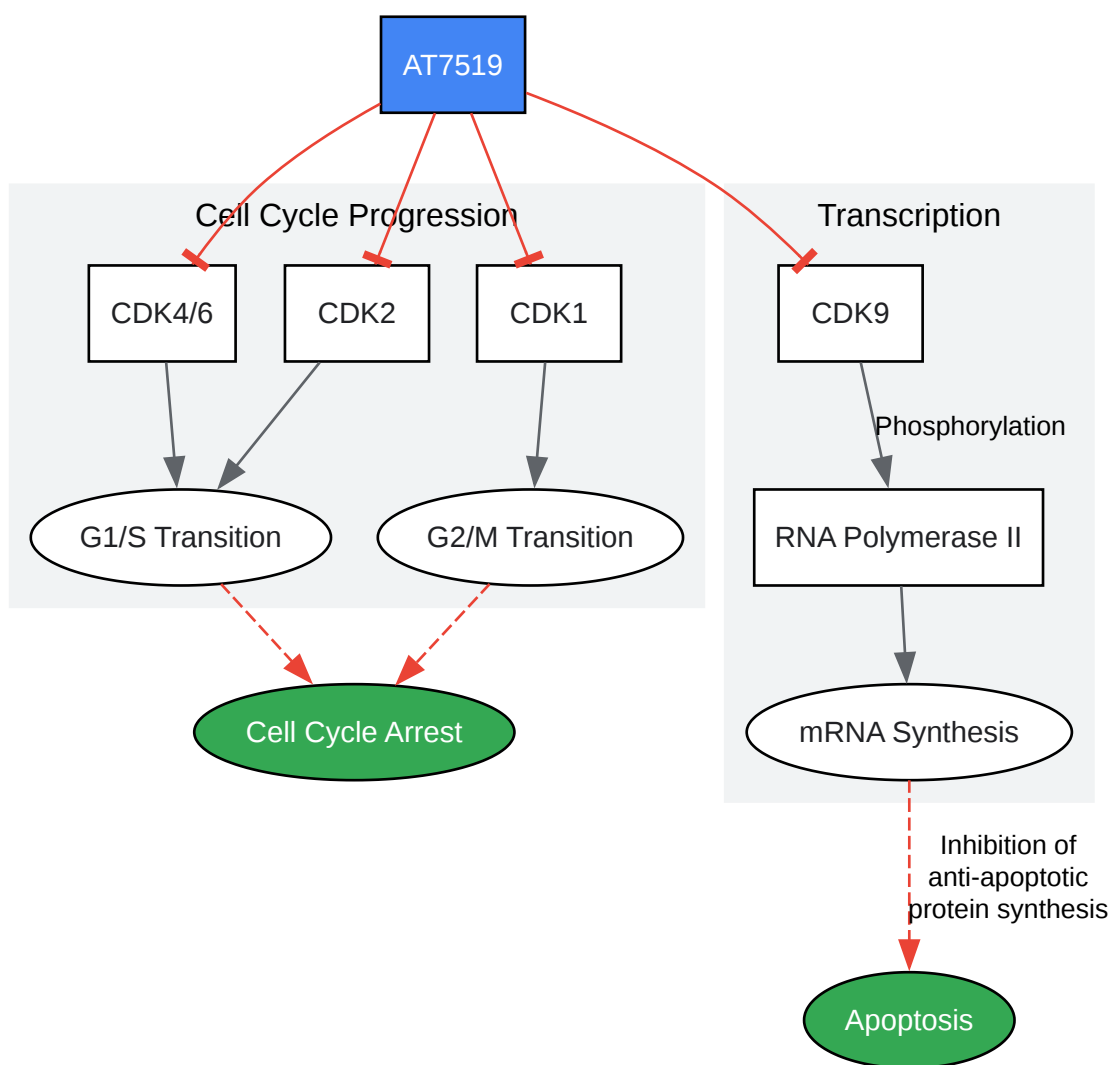 AT7519
Cell Cycle Progression
Transcription
CDK4/6
CDK2
CDK1
CDK9
Phosphorylation
G1/S Transition
G2/M Transition
RNA Polymerase II
Cell Cycle Arrest
mRNA Synthesis
Inhibition of
anti-apoptotic
protein synthesis
Apoptosis